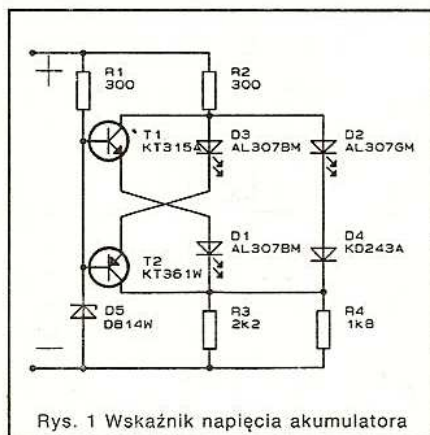 +
R1
300
R2
300
T1
KT315A
D3
AL307BM
D2
AL307GM
T2
KT361W
D1
AL307BM
D4
KD243A
D5
D814W
R3
2k2
R4
1k8
−
Rys. 1 Wskaźnik napięcia akumulatora